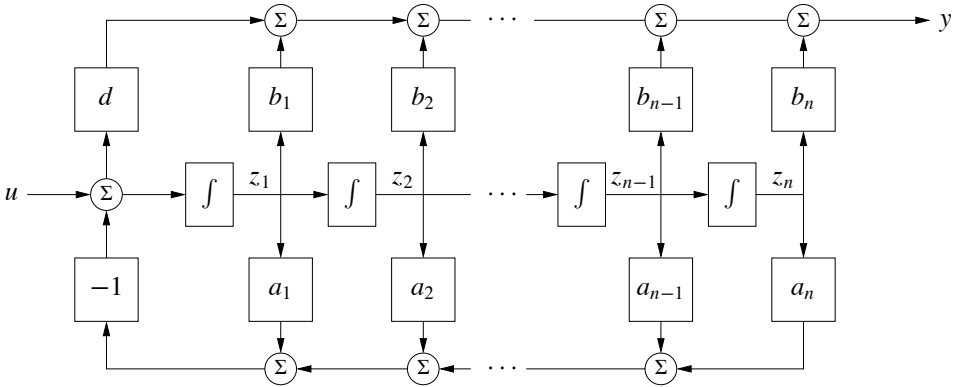 Σ Σ ··· Σ Σ y
d b₁ b₂ bₙ₋₁ bₙ
u Σ ∫ z₁ ∫ z₂ ··· ∫ zₙ₋₁ ∫ zₙ
−1 a₁ a₂ aₙ₋₁ aₙ
Σ Σ ··· Σ